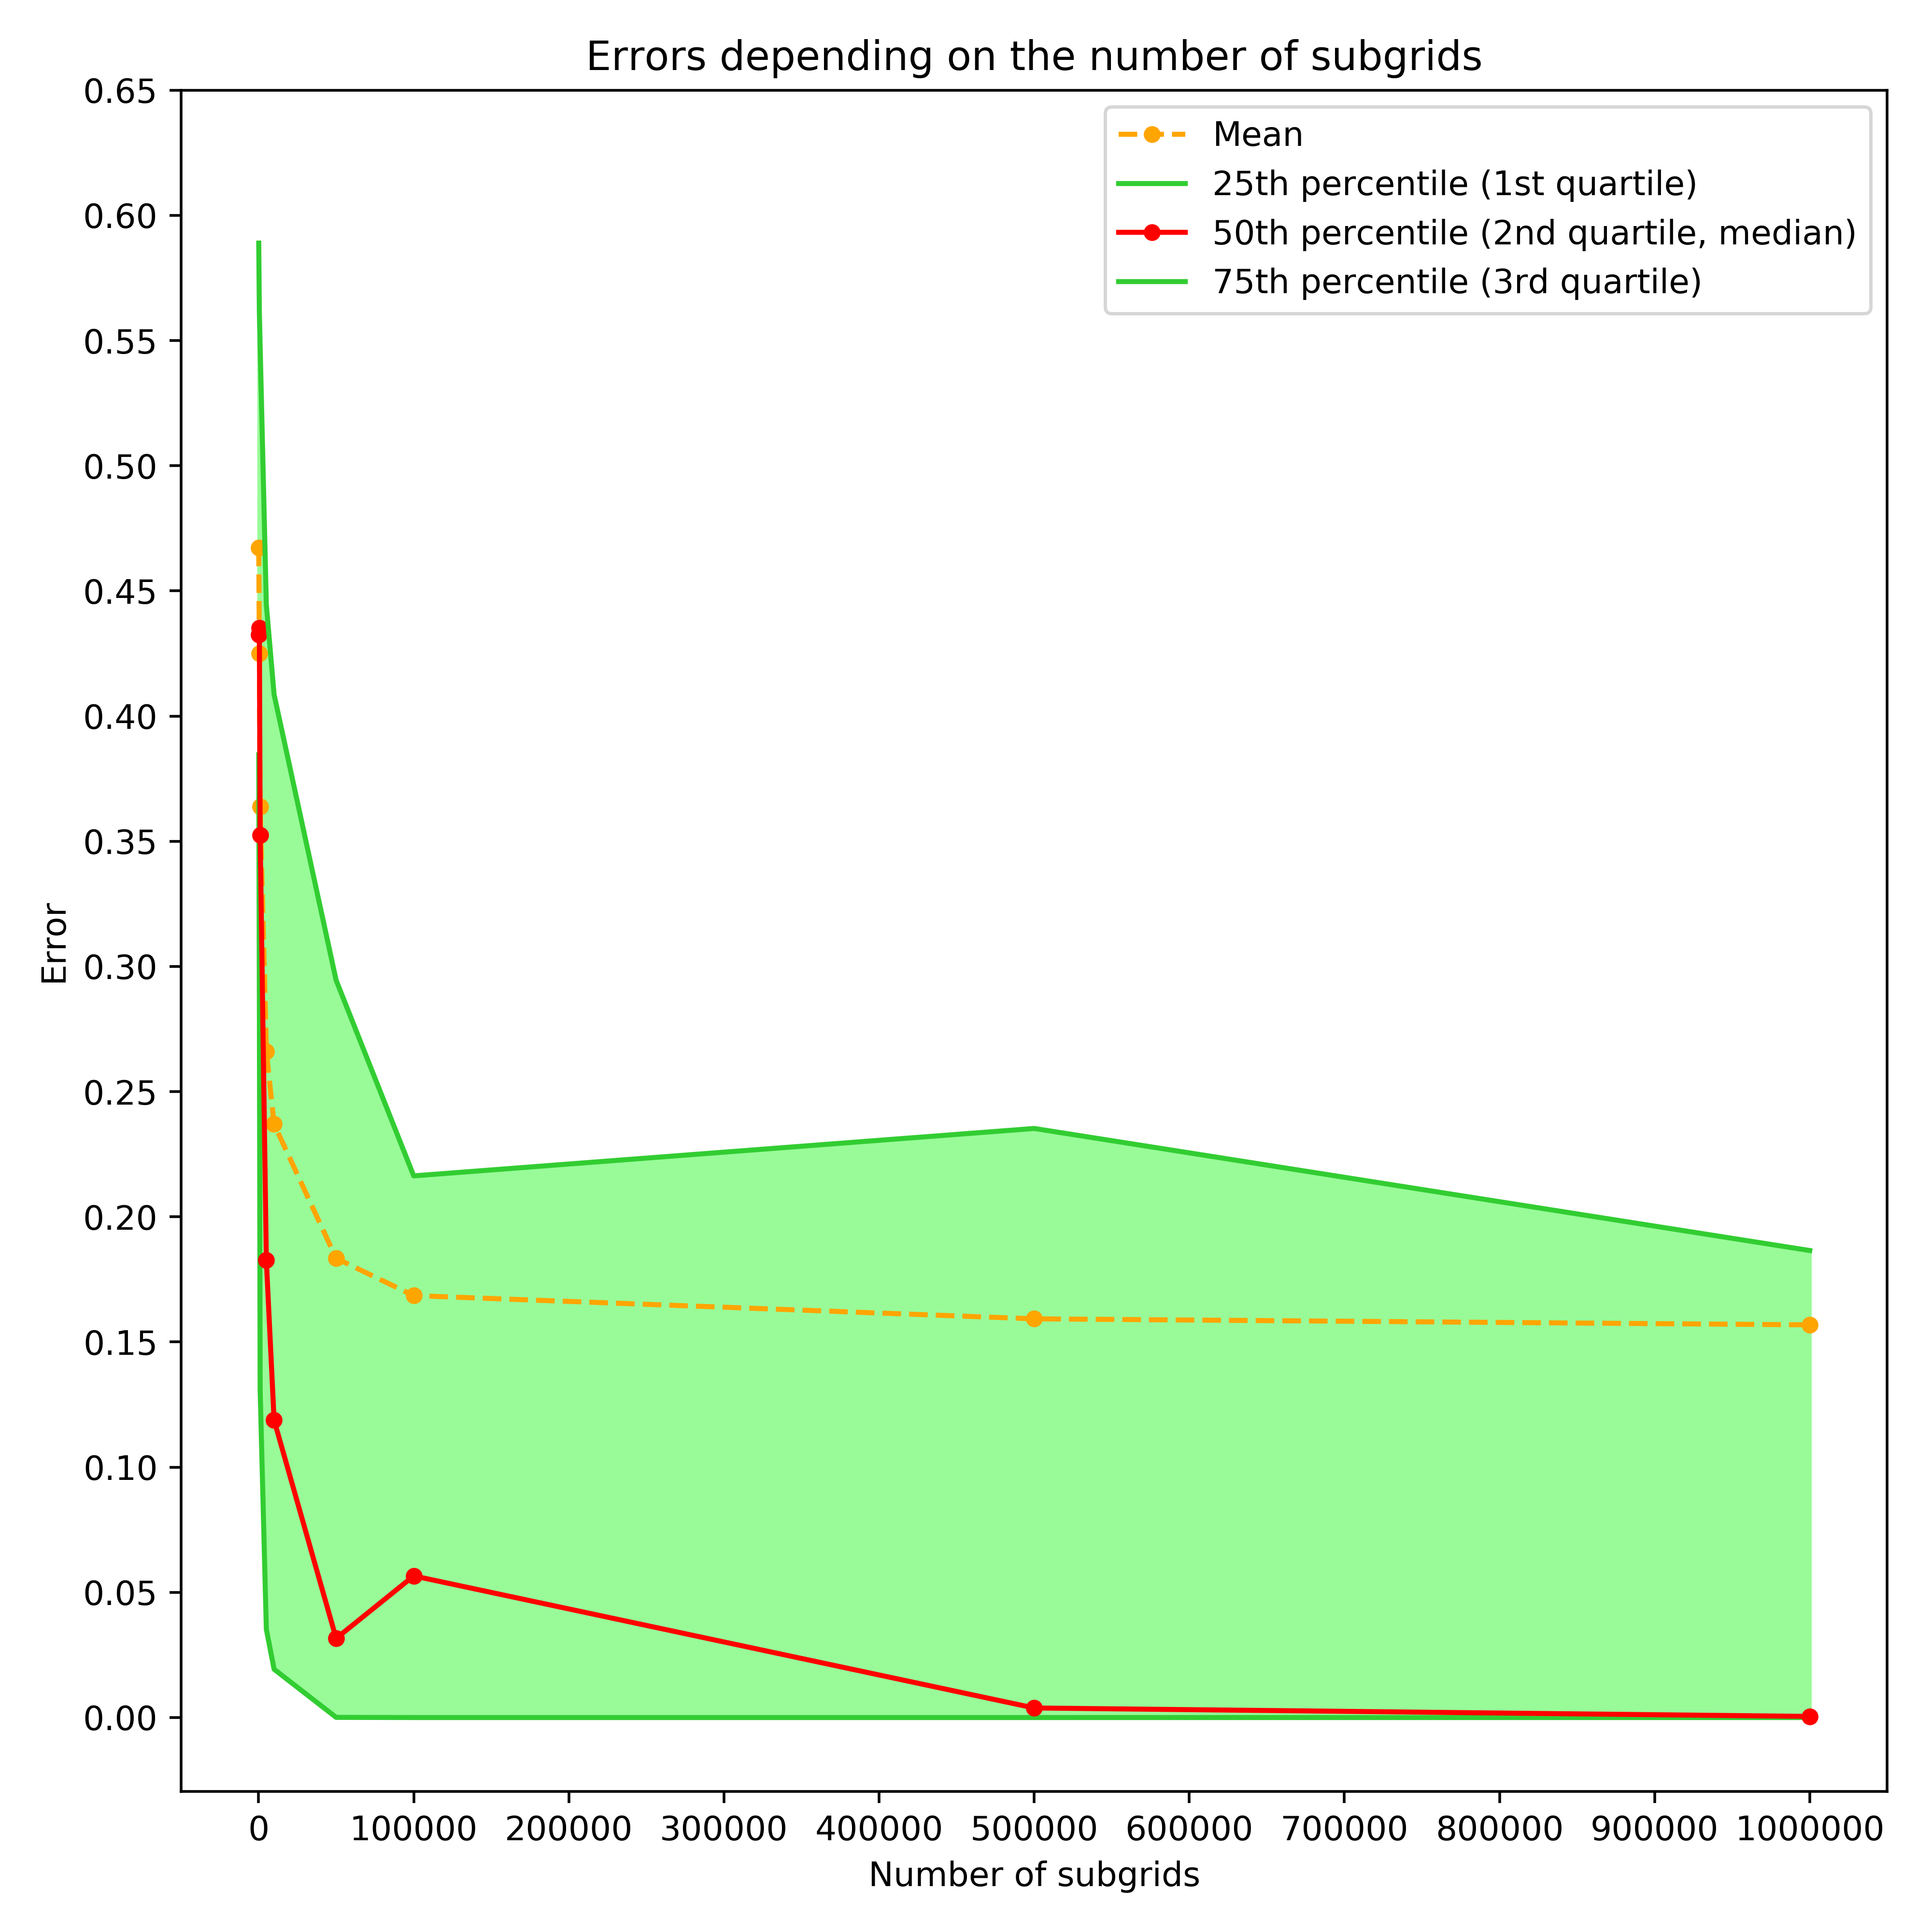 Errors depending on the number of subgrids
Mean
25th percentile (1st quartile)
50th percentile (2nd quartile, median)
75th percentile (3rd quartile)
0.65
0.60
0.55
0.50
0.45
0.40
0.35
0.30
0.25
0.20
0.15
0.10
0.05
0.00
Error
0 100000 200000 300000 400000 500000 600000 700000 800000 900000 1000000
Number of subgrids